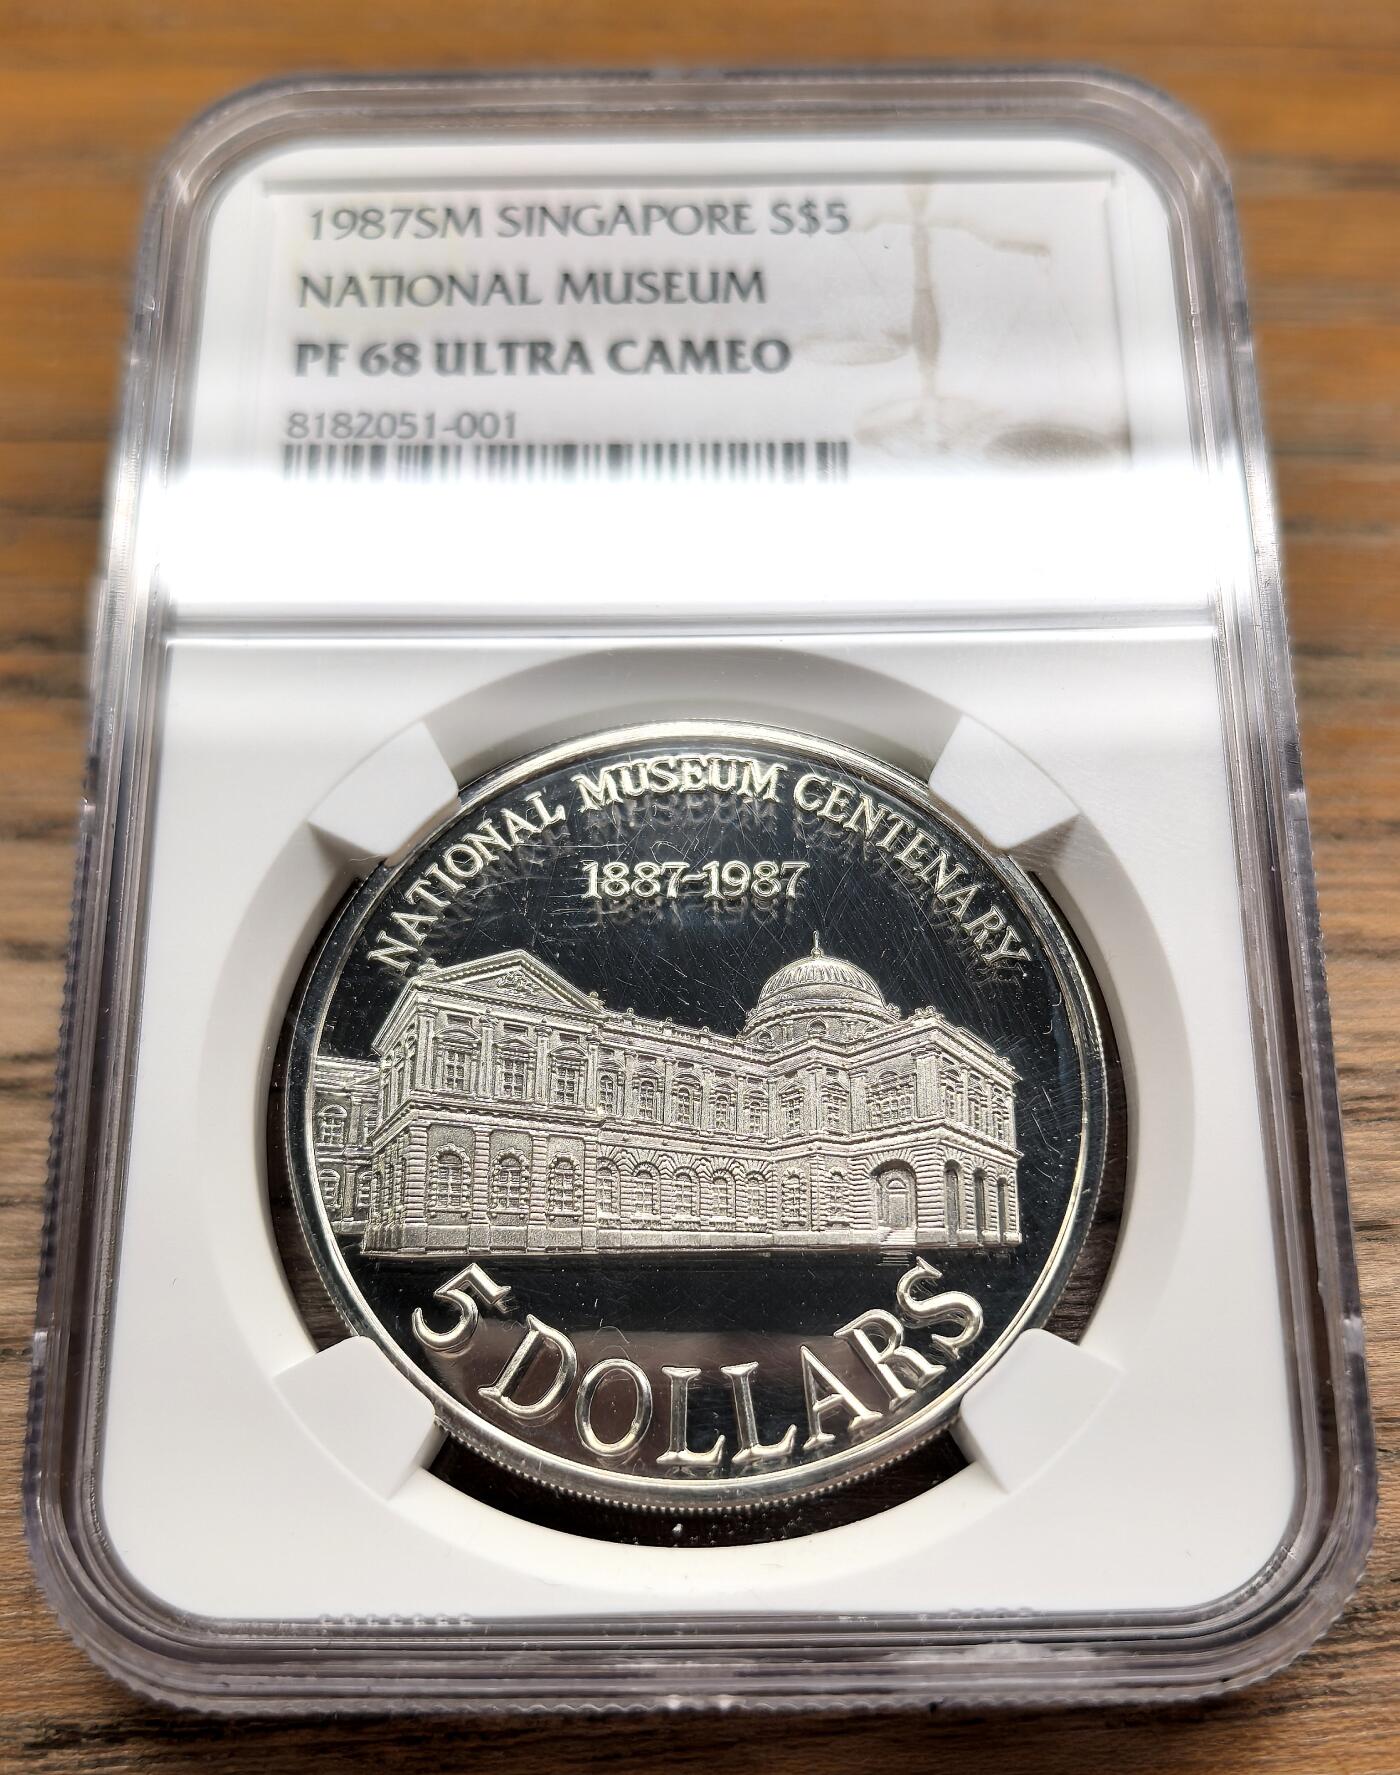 1987SM SINGAPORE S$5
NATIONAL MUSEUM
PF 68 ULTRA CAMEO
8182051-001
NATIONAL MUSEUM CENTENARY
1887-1987
5 DOLLARS